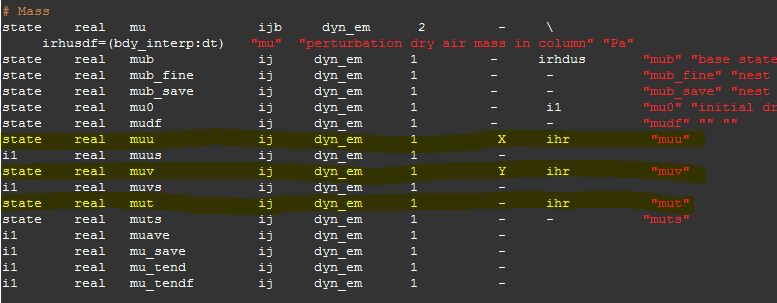 # Mass
state real mu ijb dyn_em 2 - \
irhusdf=(bdy_interp:dt) "mu" "perturbation dry air mass in column" "Pa"
state real mub ij dyn_em 1 - irhdus "mub" "base state
state real mub_fine ij dyn_em 1 - - "mub_fine" "nest
state real mub_save ij dyn_em 1 - - "mub_save" "nest
state real mu0 ij dyn_em 1 - i1 "mu0" "initial dr
state real mudf ij dyn_em 1 - - "mudf" "" ""
state real muu ij dyn_em 1 X ihr "muu"
i1 real muus ij dyn_em 1 -
state real muv ij dyn_em 1 Y ihr "muv"
i1 real muvs ij dyn_em 1 -
state real mut ij dyn_em 1 - ihr "mut"
state real muts ij dyn_em 1 - - "muts"
i1 real muave ij dyn_em 1 -
i1 real mu_save ij dyn_em 1 -
i1 real mu_tend ij dyn_em 1 -
i1 real mu_tendf ij dyn_em 1 -